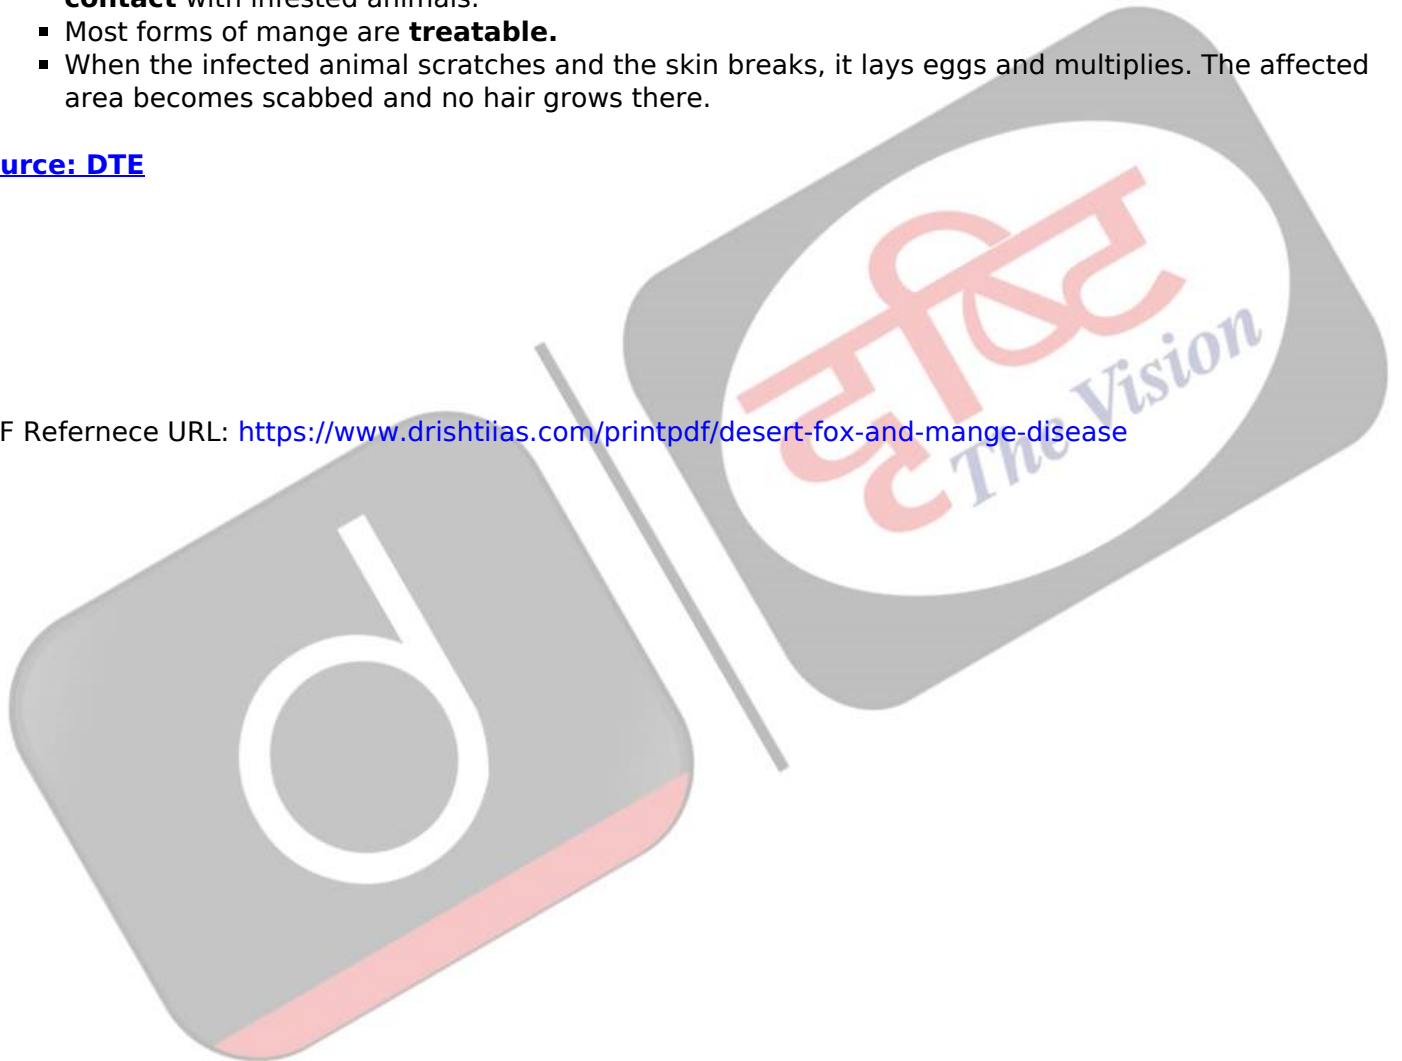 contact with infested animals.
Most forms of mange are treatable.
When the infected animal scratches and the skin breaks, it lays eggs and multiplies. The affected
area becomes scabbed and no hair grows there.
urce: DTE
दृष्टि
The Vision
F Refernece URL: https://www.drishtiias.com/printpdf/desert-fox-and-mange-disease
d